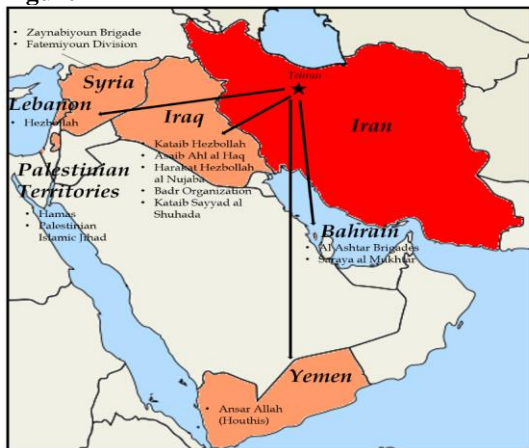 • Zaynabiyoun Brigade
• Fatemiyoun Division
Syria
Tehran
Lebanon
• Hezbollah
Iraq
Iran
• Kataib Hezbollah
• Asaib Ahl al Haq
• Harakat Hezbollah
al Nujaba
• Badr Organization
• Kataib Sayyad al
Shuhada
Palestinian
Territories
• Hamas
• Palestinian
Islamic Jihad
Bahrain
• Al Ashtar Brigades
• Saraya al Mukhtar
Yemen
• Ansar Allah
(Houthis)